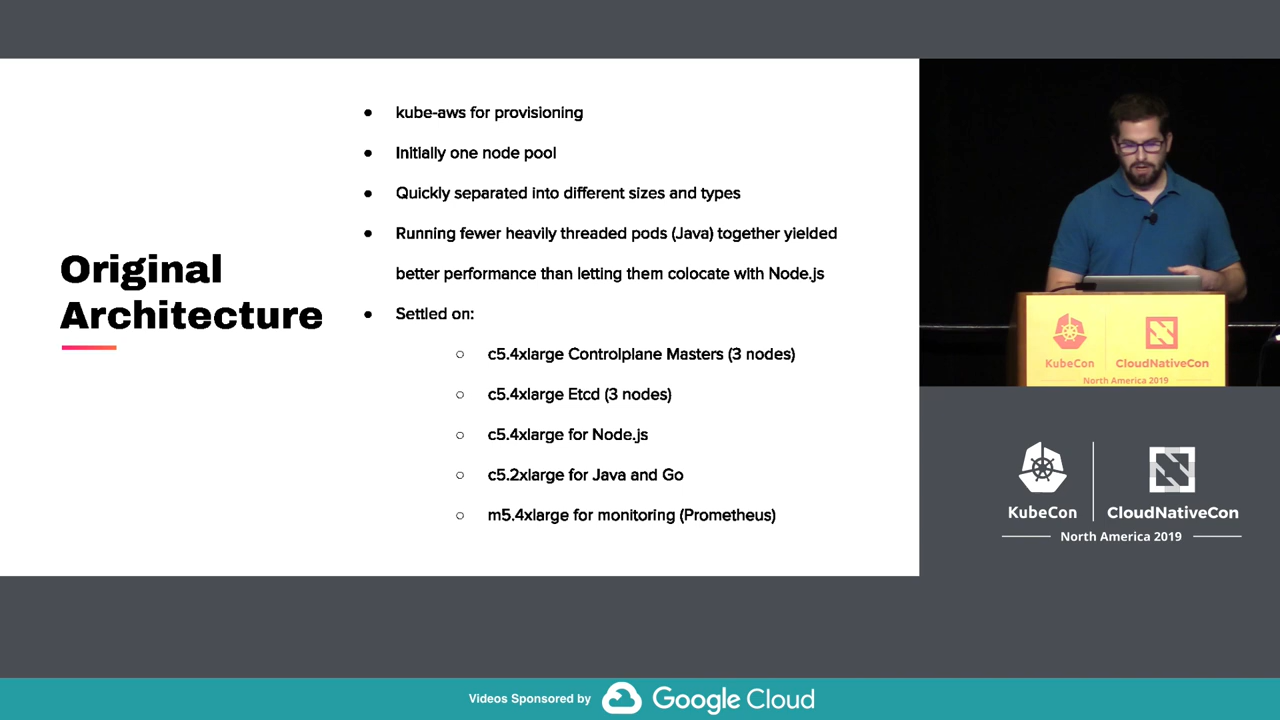 Original
Architecture
● kube-aws for provisioning
● Initially one node pool
● Quickly separated into different sizes and types
● Running fewer heavily threaded pods (Java) together yielded
better performance than letting them colocate with Node.js
● Settled on:
○ c5.4xlarge Controlplane Masters (3 nodes)
○ c5.4xlarge Etcd (3 nodes)
○ c5.4xlarge for Node.js
○ c5.2xlarge for Java and Go
○ m5.4xlarge for monitoring (Prometheus)
KubeCon CloudNativeCon
North America 2019
KubeCon CloudNativeCon
North America 2019
Videos Sponsored by Google Cloud